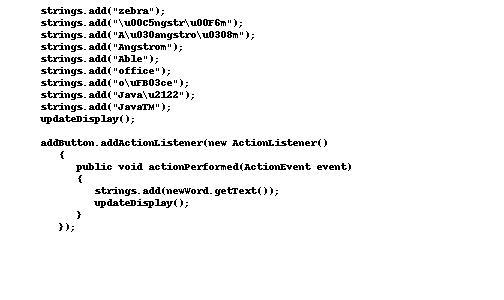 strings.add("zebra");
strings.add("\u00C5ngstr\u00F6m");
strings.add("A\u030angstro\u0308m");
strings.add("Angstrom");
strings.add("Able");
strings.add("office");
strings.add("o\uFB03ce");
strings.add("Java\u2122");
strings.add("JavaTM");
updateDisplay();
addButton.addActionListener(new ActionListener()
{
public void actionPerformed(ActionEvent event)
{
strings.add(newWord.getText());
updateDisplay();
}
});